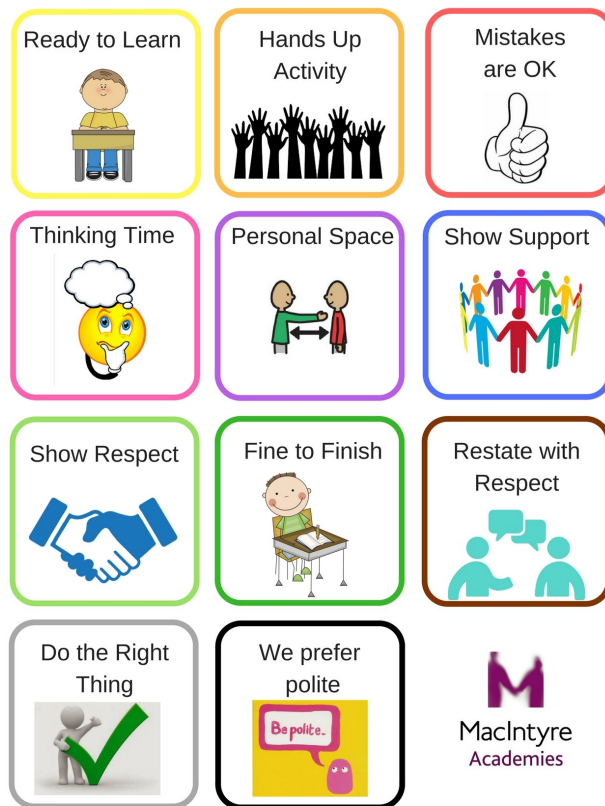 Ready to Learn
Hands Up
Activity
Mistakes
are OK
Thinking Time
Personal Space
Show Support
Show Respect
Fine to Finish
Restate with
Respect
Do the Right
Thing
We prefer
polite
Be polite..
MacIntyre
Academies